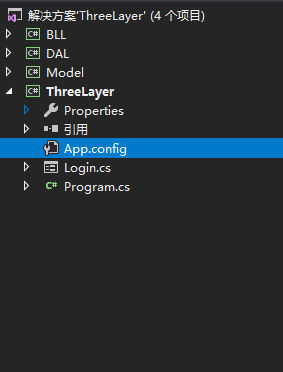 解决方案'ThreeLayer' (4 个项目)
C# BLL
C# DAL
C# Model
C# ThreeLayer
Properties
引用
App.config
Login.cs
C# Program.cs